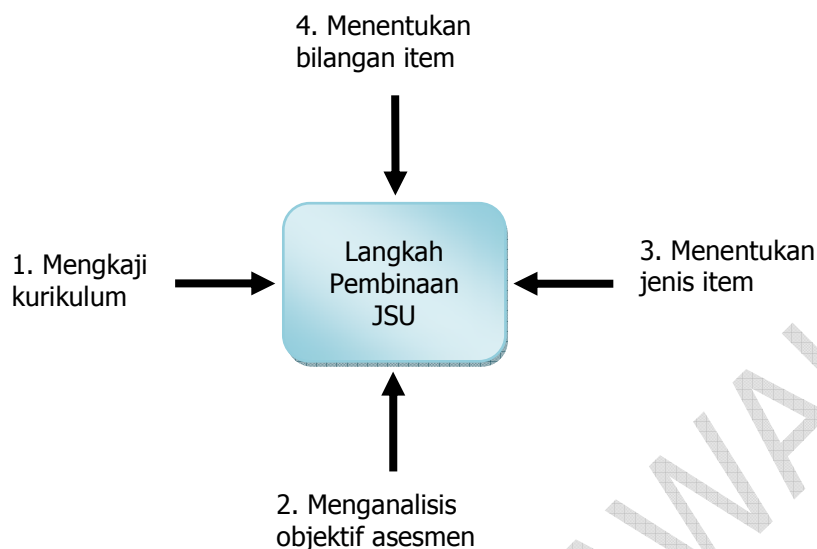 4. Menentukan
bilangan item
1. Mengkaji
kurikulum
Langkah
Pembinaan
JSU
3. Menentukan
jenis item
2. Menganalisis
objektif asesmen